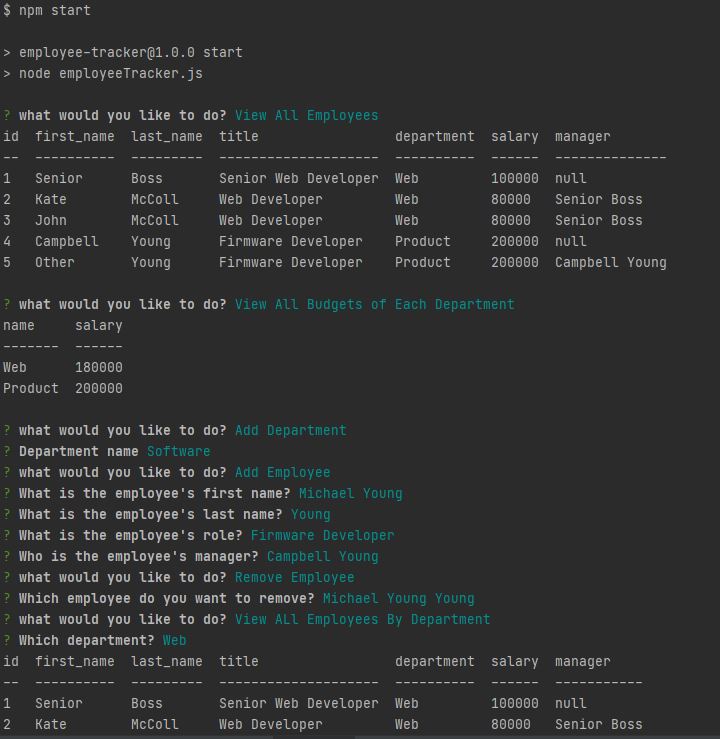 $ npm start
> employee-tracker@1.0.0 start
> node employeeTracker.js
? what would you like to do? View All Employees
id  first_name  last_name  title                 department  salary  manager
--  ----------  ---------  --------------------  ----------  ------  --------------
1   Senior      Boss       Senior Web Developer  Web         100000  null
2   Kate        McColl     Web Developer         Web         80000   Senior Boss
3   John        McColl     Web Developer         Web         80000   Senior Boss
4   Campbell    Young      Firmware Developer    Product     200000  null
5   Other       Young      Firmware Developer    Product     200000  Campbell Young
? what would you like to do? View All Budgets of Each Department
name     salary
-------  ------
Web      180000
Product  200000
? what would you like to do? Add Department
? Department name Software
? what would you like to do? Add Employee
? What is the employee's first name? Michael Young
? What is the employee's last name? Young
? What is the employee's role? Firmware Developer
? Who is the employee's manager? Campbell Young
? what would you like to do? Remove Employee
? Which employee do you want to remove? Michael Young Young
? what would you like to do? View ALl Employees By Department
? Which department? Web
id  first_name  last_name  title                 department  salary  manager
--  ----------  ---------  --------------------  ----------  ------  -----------
1   Senior      Boss       Senior Web Developer  Web         100000  null
2   Kate        McColl     Web Developer         Web         80000   Senior Boss